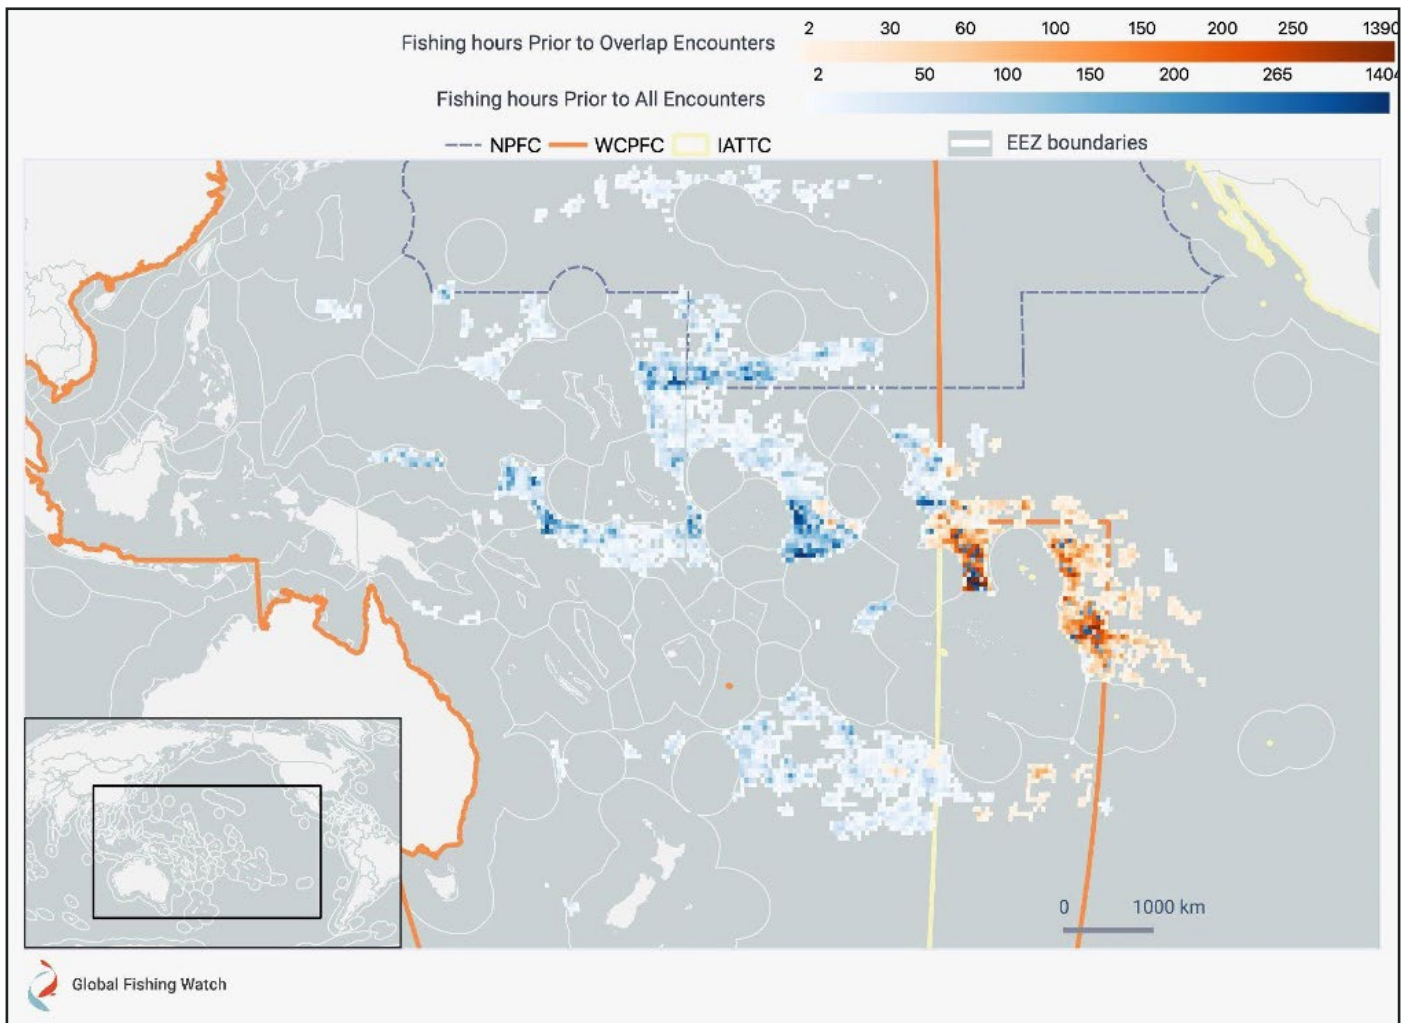 2 30 60 100 150 200 250 1390
Fishing hours Prior to Overlap Encounters
2 50 100 150 200 265 1404
Fishing hours Prior to All Encounters
NPFC WCPFC IATTC EEZ boundaries
0 1000 km
Global Fishing Watch